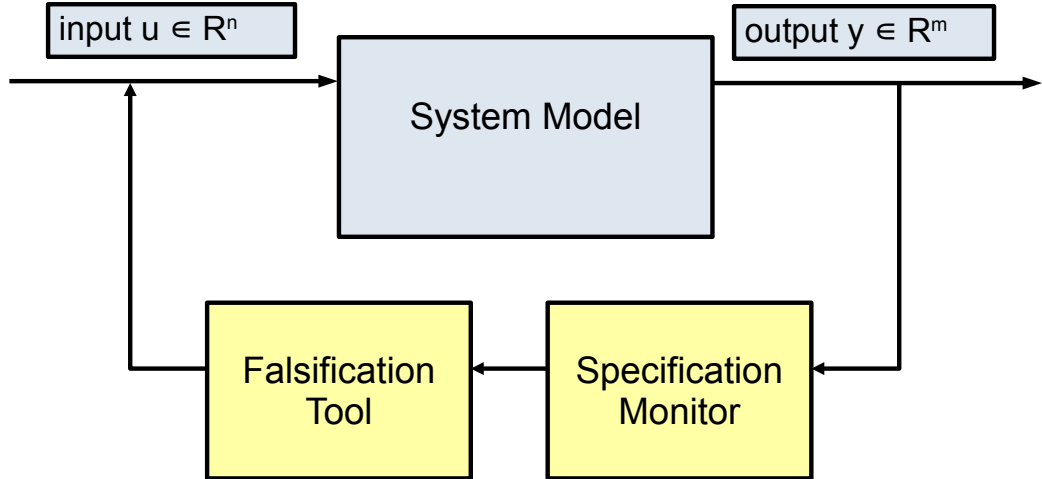 input u ∈ Rⁿ
output y ∈ Rᵐ
System Model
Falsification
Tool
Specification
Monitor